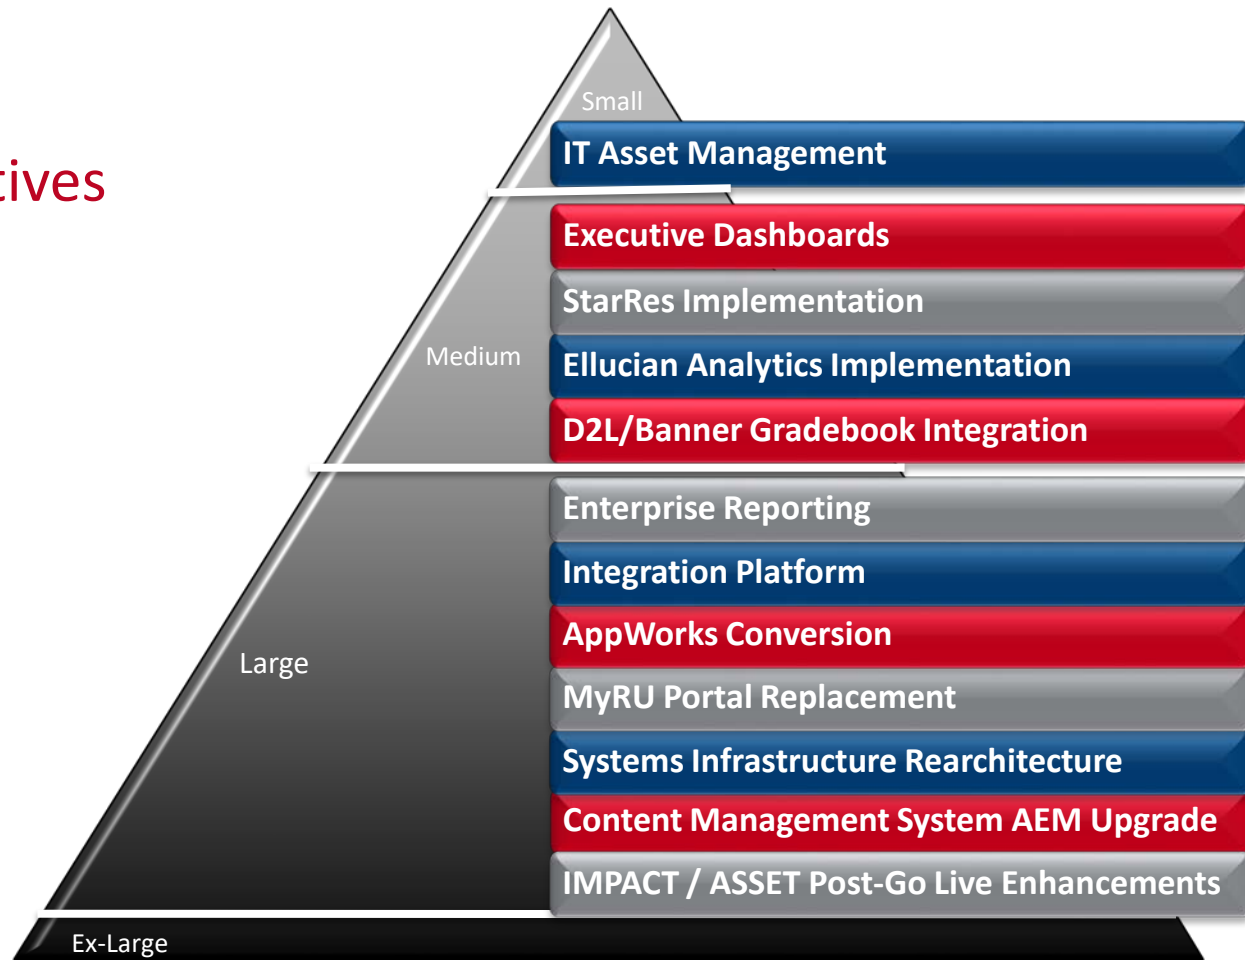 Small
IT Asset Management
Executive Dashboards
StarRes Implementation
Medium
Ellucian Analytics Implementation
D2L/Banner Gradebook Integration
Enterprise Reporting
Integration Platform
AppWorks Conversion
Large
MyRU Portal Replacement
Systems Infrastructure Rearchitecture
Content Management System AEM Upgrade
IMPACT / ASSET Post-Go Live Enhancements
Ex-Large